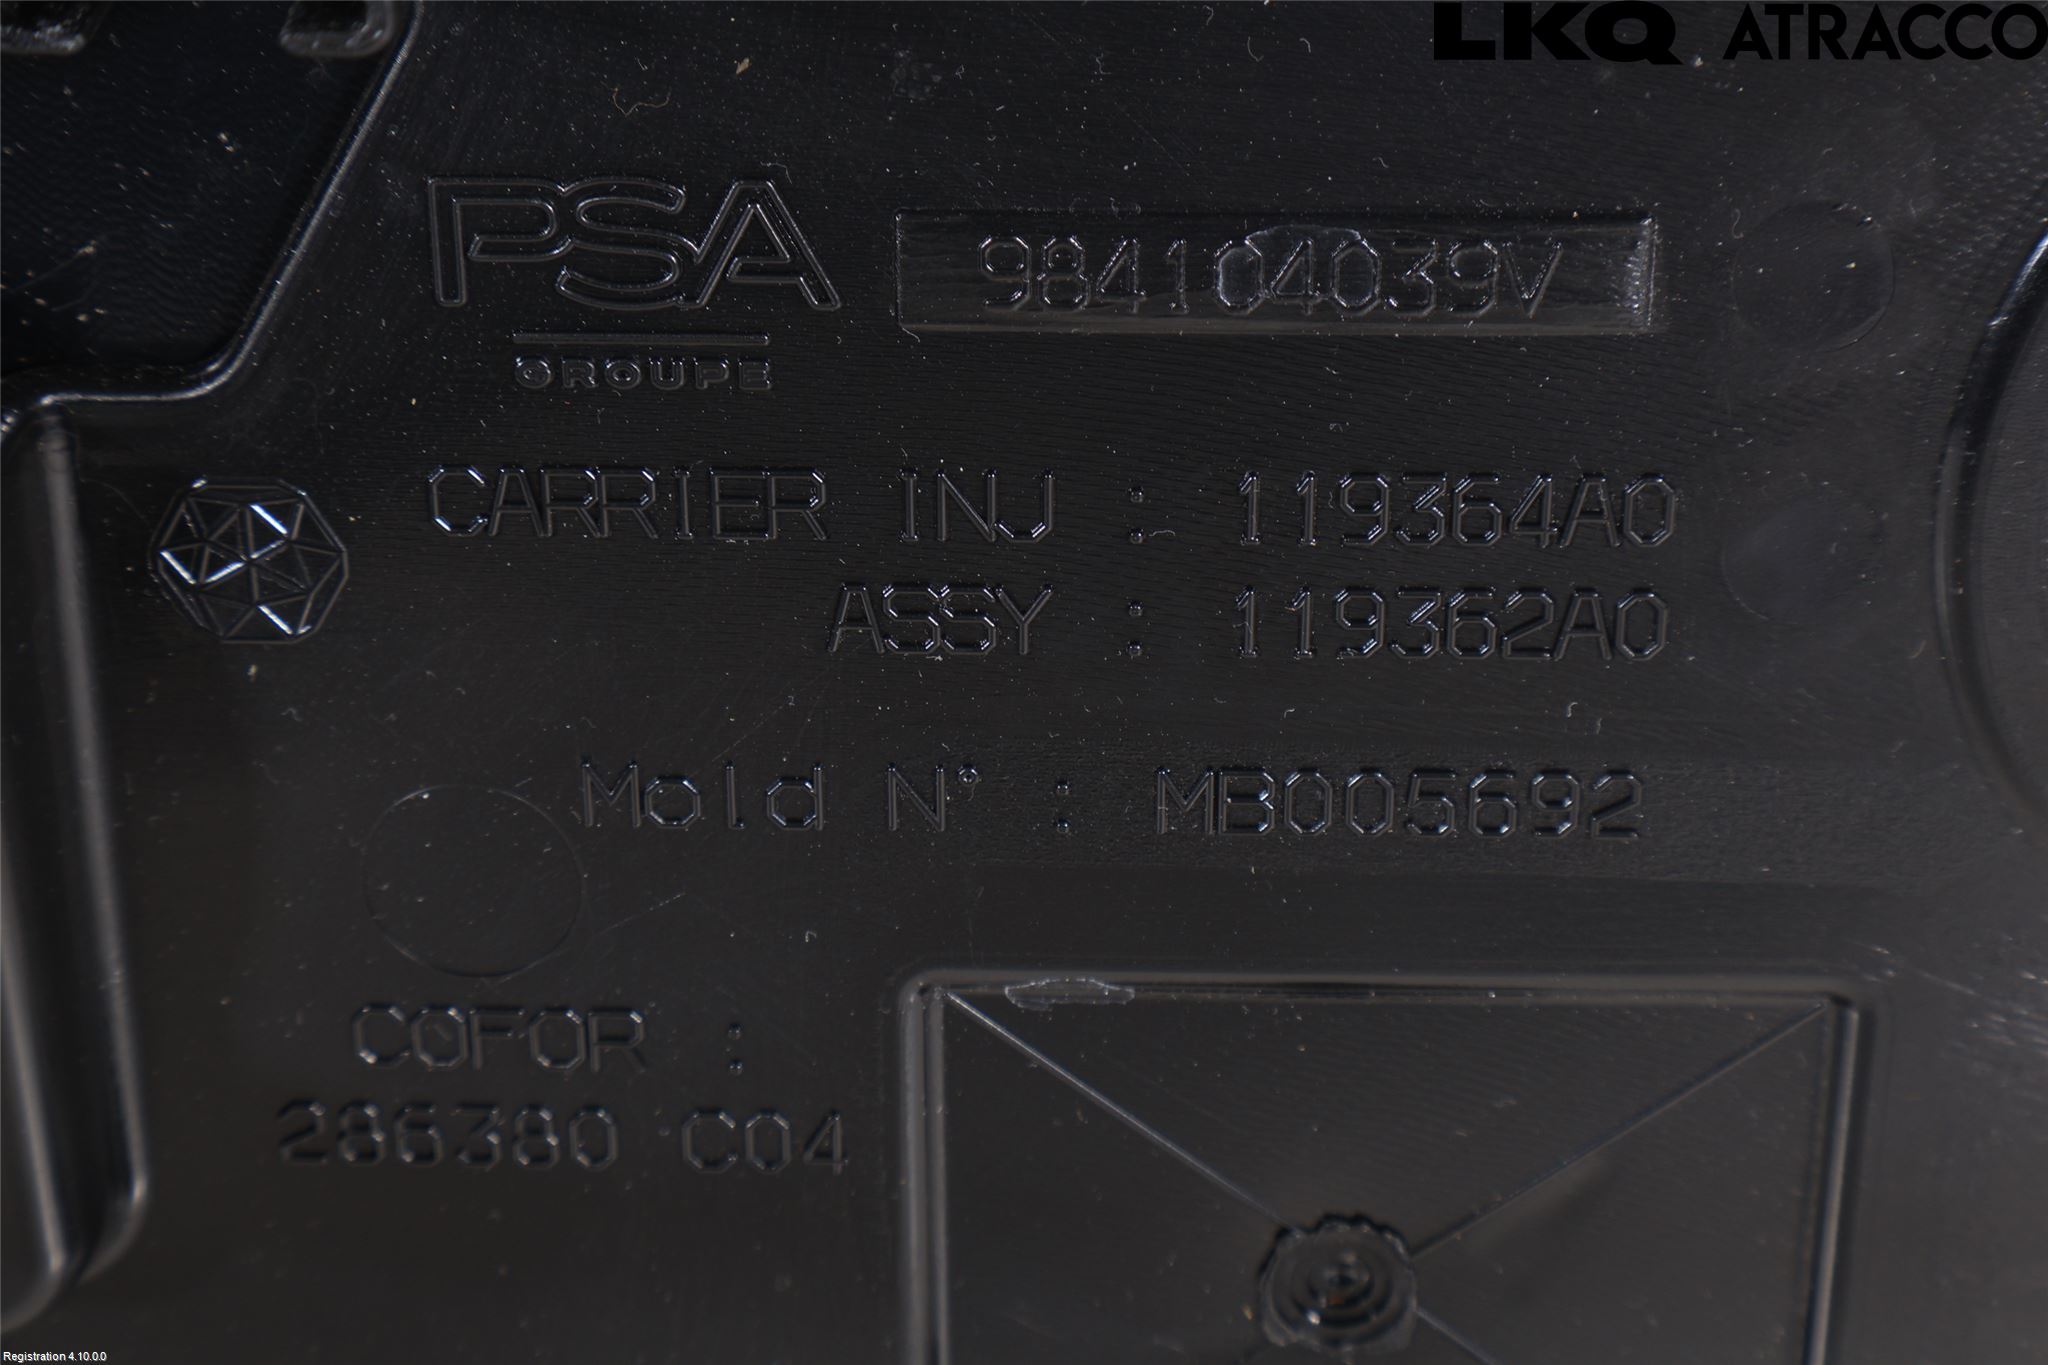 LKQ ATRACCO
PSA
GROUPE
984104039V
CARRIER INJ : 119364A0
ASSY : 119362A0
Mold N° : MB005692
COFOR :
286380 C04
Registration 4.10.0.0